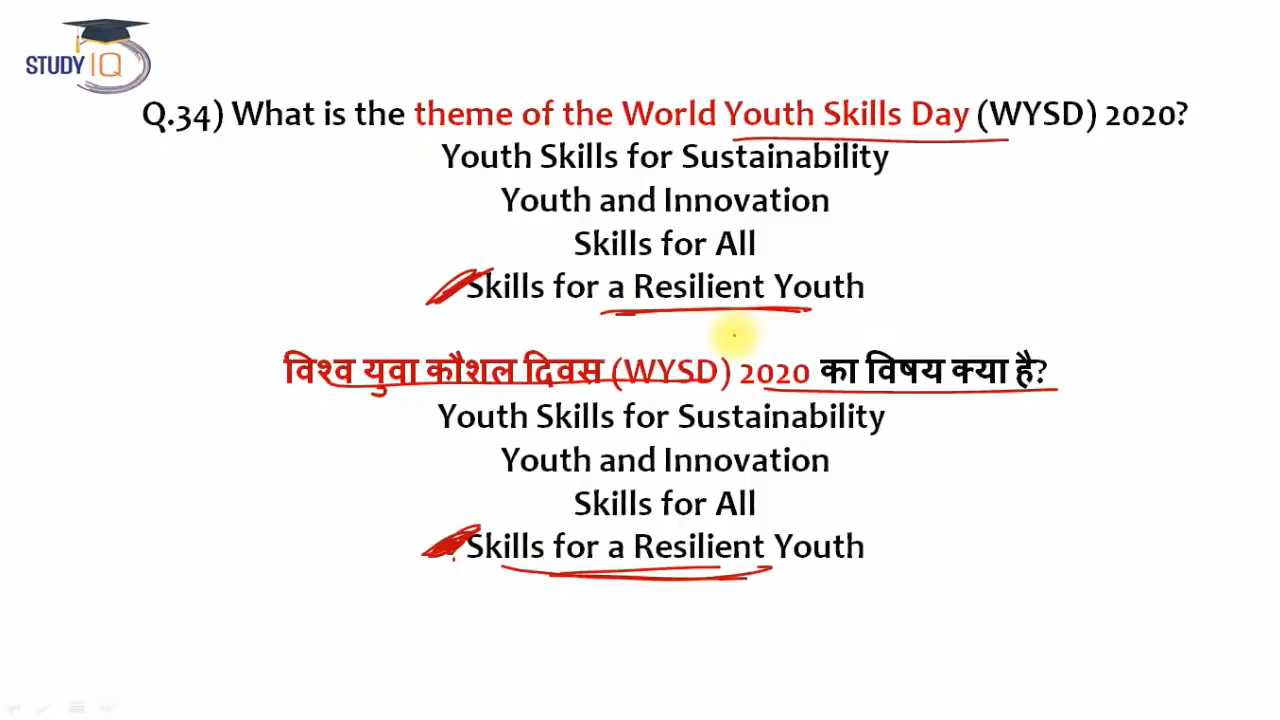 STUDY IQ
Q.34) What is the theme of the World Youth Skills Day (WYSD) 2020?
Youth Skills for Sustainability
Youth and Innovation
Skills for All
Skills for a Resilient Youth
विश्व युवा कौशल दिवस (WYSD) 2020 का विषय क्या है?
Youth Skills for Sustainability
Youth and Innovation
Skills for All
Skills for a Resilient Youth